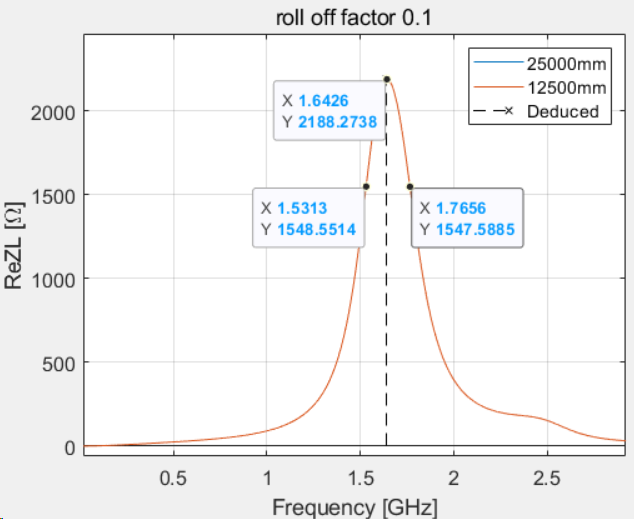 roll off factor 0.1
25000mm
12500mm
Deduced
X 1.6426
Y 2188.2738
X 1.5313
Y 1548.5514
X 1.7656
Y 1547.5885
ReZL [Ω]
2000
1500
1000
500
0
0.5 1 1.5 2 2.5
Frequency [GHz]